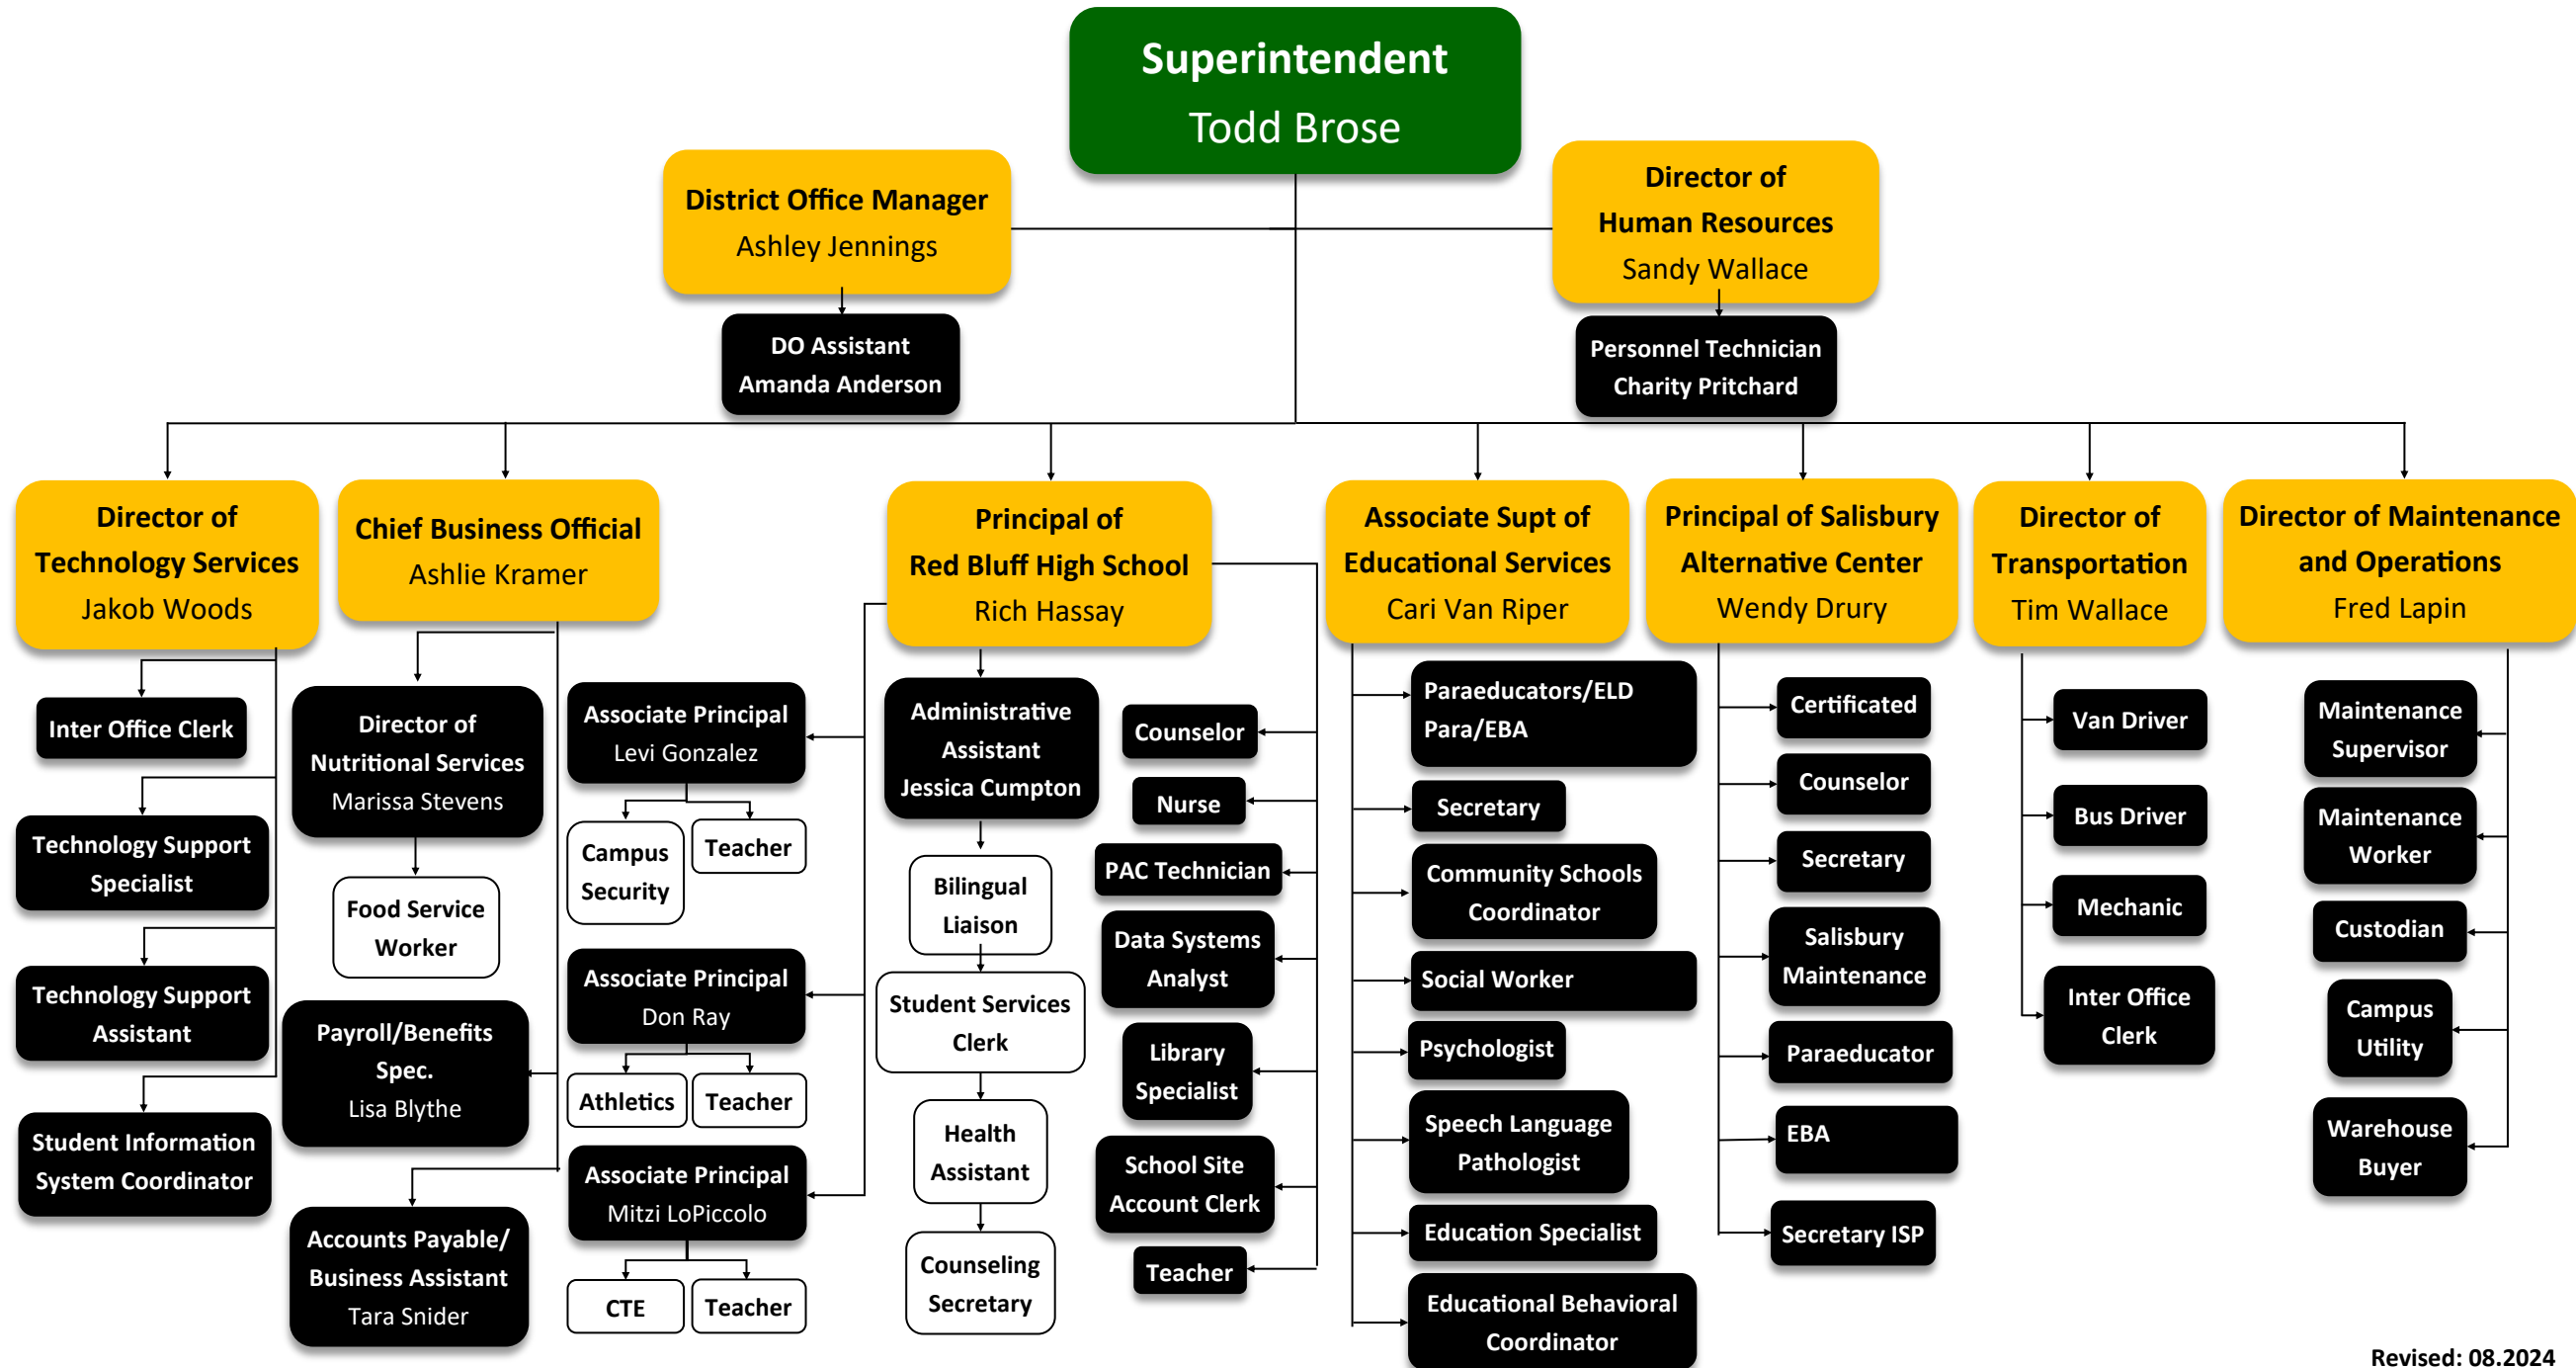 Superintendent
Todd Brose
District Office Manager
Ashley Jennings
Director of
Human Resources
Sandy Wallace
DO Assistant
Amanda Anderson
Personnel Technician
Charity Pritchard
Director of
Technology Services
Jakob Woods
Chief Business Official
Ashlie Kramer
Principal of
Red Bluff High School
Rich Hassay
Associate Supt of
Educational Services
Cari Van Riper
Principal of Salisbury
Alternative Center
Wendy Drury
Director of
Transportation
Tim Wallace
Director of Maintenance
and Operations
Fred Lapin
Inter Office Clerk
Technology Support
Specialist
Technology Support
Assistant
Student Information
System Coordinator
Director of
Nutritional Services
Marissa Stevens
Food Service
Worker
Payroll/Benefits
Spec.
Lisa Blythe
Accounts Payable/
Business Assistant
Tara Snider
Associate Principal
Levi Gonzalez
Campus
Security
Teacher
Associate Principal
Don Ray
Athletics
Teacher
Associate Principal
Mitzi LoPiccolo
CTE
Teacher
Administrative
Assistant
Jessica Cumpton
Bilingual
Liaison
Student Services
Clerk
Health
Assistant
Counseling
Secretary
Counselor
Nurse
PAC Technician
Data Systems
Analyst
Library
Specialist
School Site
Account Clerk
Teacher
Paraeducators/ELD
Para/EBA
Secretary
Community Schools
Coordinator
Social Worker
Psychologist
Speech Language
Pathologist
Education Specialist
Educational Behavioral
Coordinator
Certificated
Counselor
Secretary
Salisbury
Maintenance
Paraeducator
EBA
Secretary ISP
Van Driver
Bus Driver
Mechanic
Inter Office
Clerk
Maintenance
Supervisor
Maintenance
Worker
Custodian
Campus
Utility
Warehouse
Buyer
Revised: 08.2024